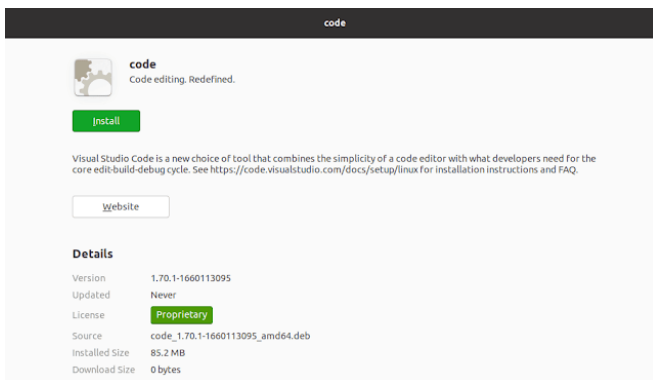 code
code
Code editing. Redefined.
Install
Visual Studio Code is a new choice of tool that combines the simplicity of a code editor with what developers need for the
core edit-build-debug cycle. See https://code.visualstudio.com/docs/setup/linux for installation instructions and FAQ.
Website
Details
Version 1.70.1-1660113095
Updated Never
License Proprietary
Source code_1.70.1-1660113095_amd64.deb
Installed Size 85.2 MB
Download Size 0 bytes